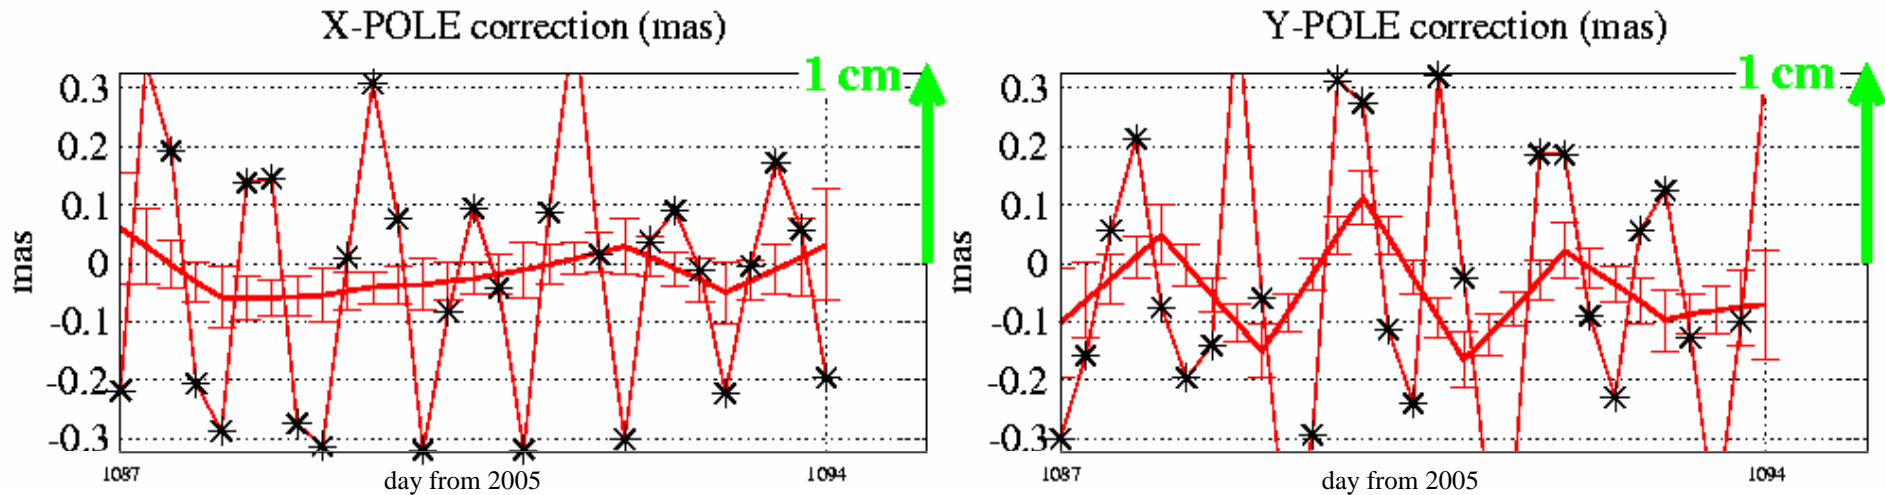 X-POLE correction (mas)
1 cm
0.3
0.2
0.1
0
-0.1
-0.2
-0.3
mas
1087
1094
day from 2005
Y-POLE correction (mas)
1 cm
0.3
0.2
0.1
0
-0.1
-0.2
-0.3
mas
1087
1094
day from 2005